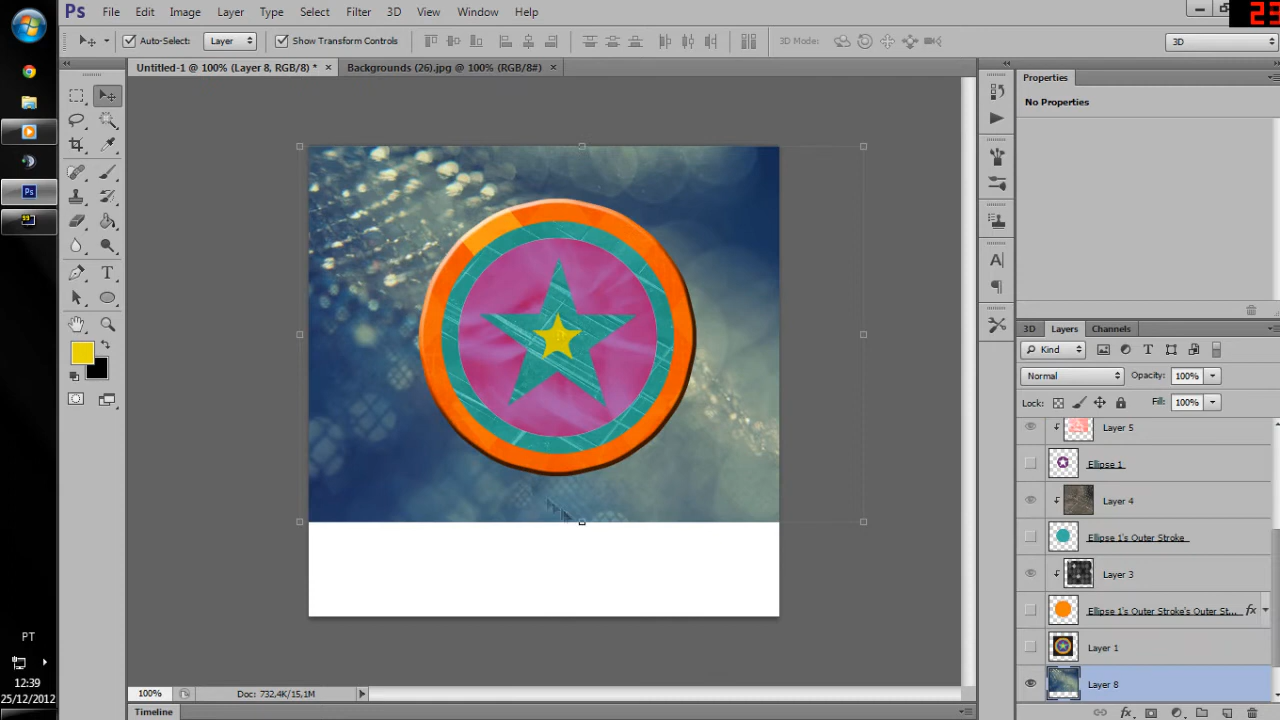 Ps File Edit Image Layer Type Select Filter 3D View Window Help
23
Auto-Select: Layer Show Transform Controls 3D Mode: 3D
Untitled-1 @ 100% (Layer 8, RGB/8) * × Backgrounds (26).jpg @ 100% (RGB/8#) ×
Properties
No Properties
3D Layers Channels
Kind
Normal Opacity: 100%
Lock: Fill: 100%
Layer 5
Ellipse 1
Layer 4
Ellipse 1's Outer Stroke
Layer 3
Ellipse 1's Outer Stroke's Outer St... fx
Layer 1
Layer 8
fx
PT
12:39
25/12/2012
100% Doc: 732,4K/15,1M
Timeline